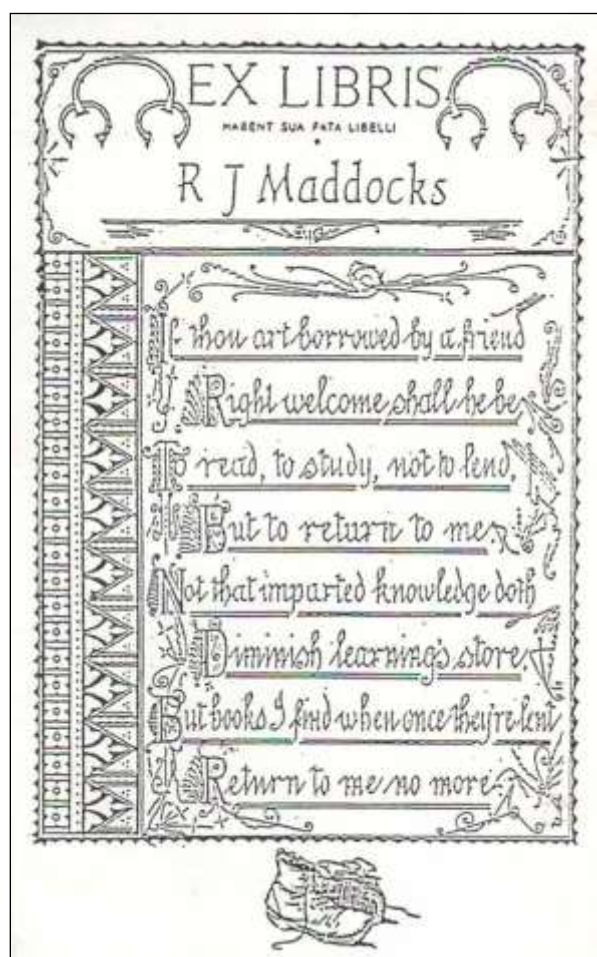 EX LIBRIS
HABENT SUA FATA LIBELLI
R J Maddocks
If thou art borrowed by a friend
Right welcome shall he be
To read, to study, not to lend,
But to return to me.
Not that imparted knowledge doth
Diminish learning's store.
But books I find when once they're lent
Return to me no more.